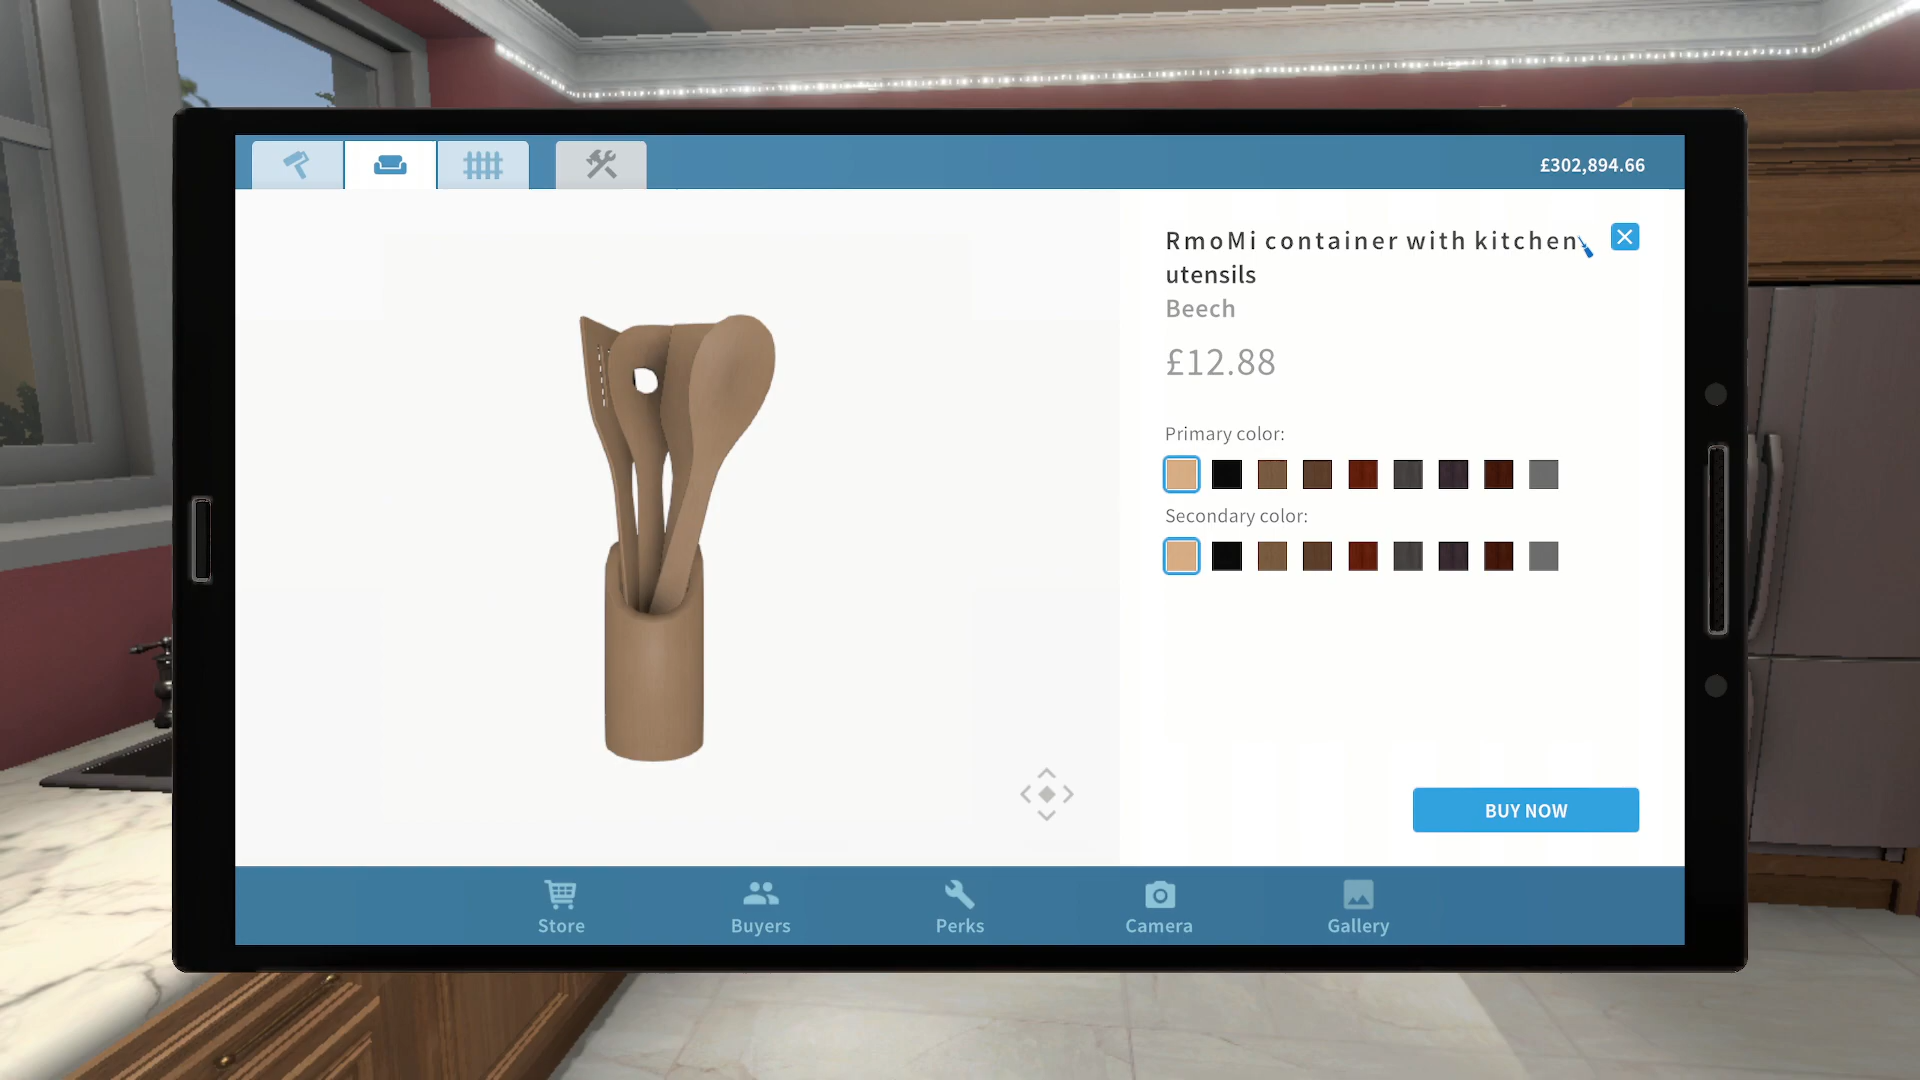 £302,894.66
RmoMi container with kitchen
utensils
Beech
£12.88
Primary color:
Secondary color:
BUY NOW
Store
Buyers
Perks
Camera
Gallery